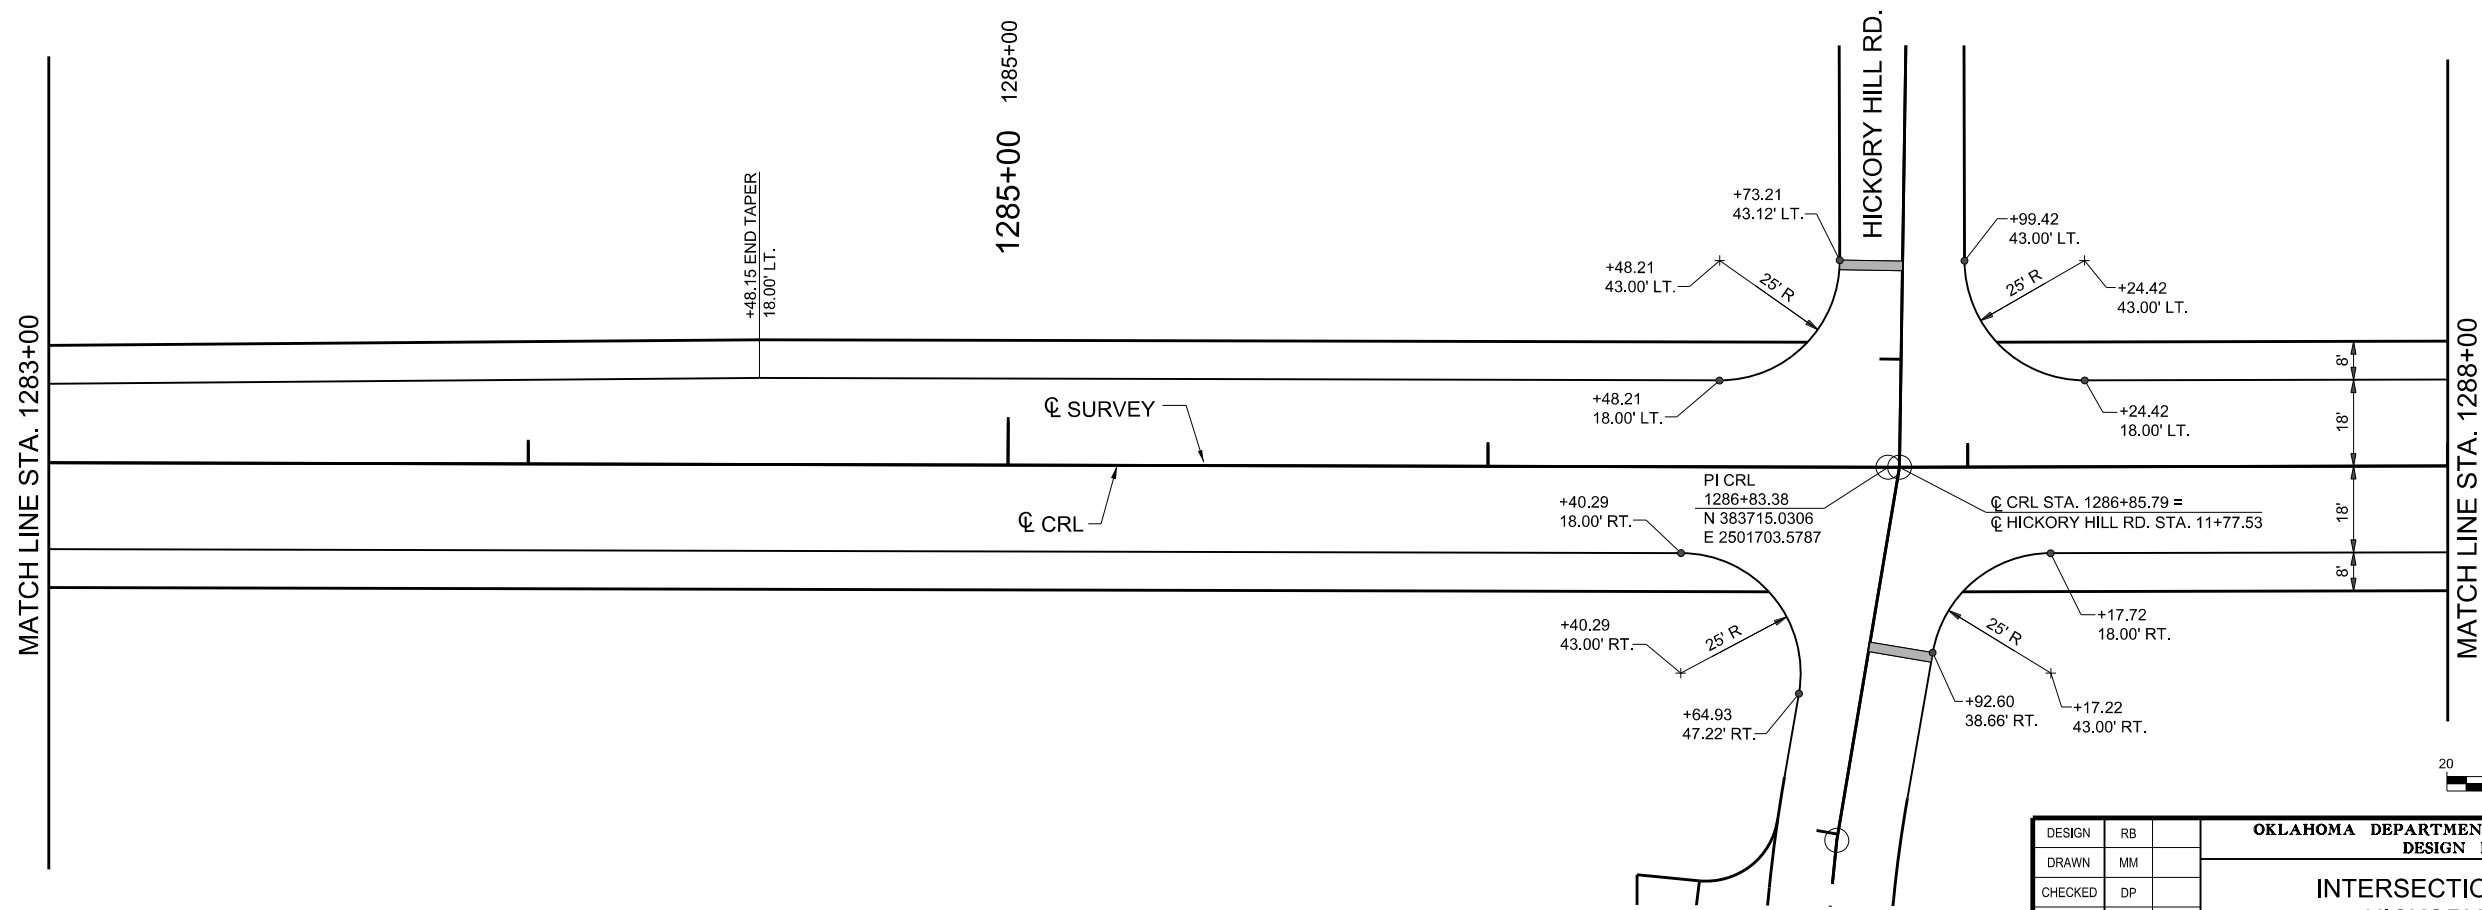 MATCH LINE STA. 1283+00
+48.15 END TAPER
18.00' LT.
1285+00
1285+00
℄ SURVEY
℄ CRL
HICKORY HILL RD.
+73.21
43.12' LT.
+48.21
43.00' LT.
25' R
+48.21
18.00' LT.
+99.42
43.00' LT.
25' R
+24.42
43.00' LT.
+24.42
18.00' LT.
8'
18'
18'
8'
PI CRL
1286+83.38
N 383715.0306
E 2501703.5787
℄ CRL STA. 1286+85.79 =
℄ HICKORY HILL RD. STA. 11+77.53
+40.29
18.00' RT.
+40.29
43.00' RT.
25' R
+64.93
47.22' RT.
25' R
+17.72
18.00' RT.
+92.60
38.66' RT.
+17.22
43.00' RT.
MATCH LINE STA. 1288+00
20
DESIGN RB
DRAWN MM
CHECKED DP
OKLAHOMA DEPARTMEN
DESIGN
INTERSECTIO